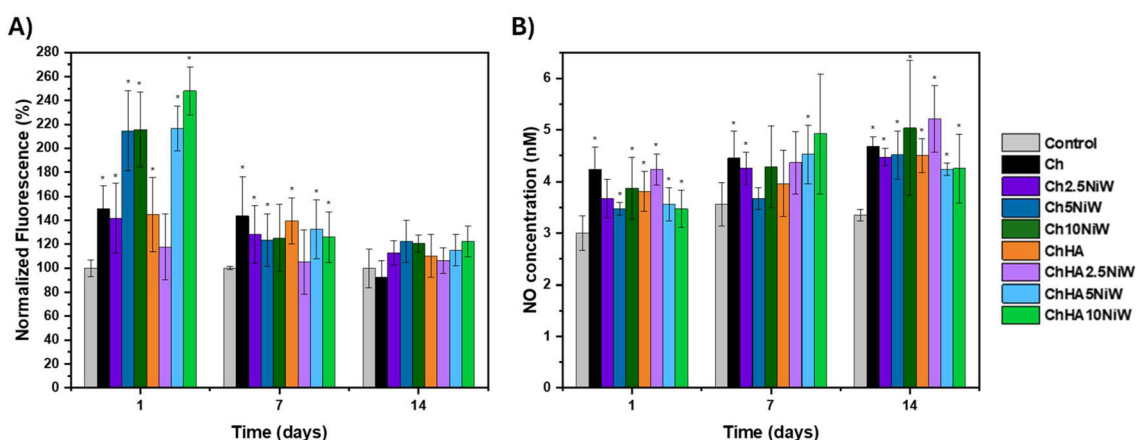 A)
280
260
240
220
200
180
160
140
120
100
80
60
40
20
0
Normalized Fluorescence (%)
* * * * * * *
* * * * * * *
1 7 14
Time (days)
B)
6
5
4
3
2
1
0
NO concentration (nM)
* * * * * * *
* * *
* * * * * * * *
1 7 14
Time (days)
Control
Ch
Ch2.5NiW
Ch5NiW
Ch10NiW
ChHA
ChHA2.5NiW
ChHA5NiW
ChHA10NiW